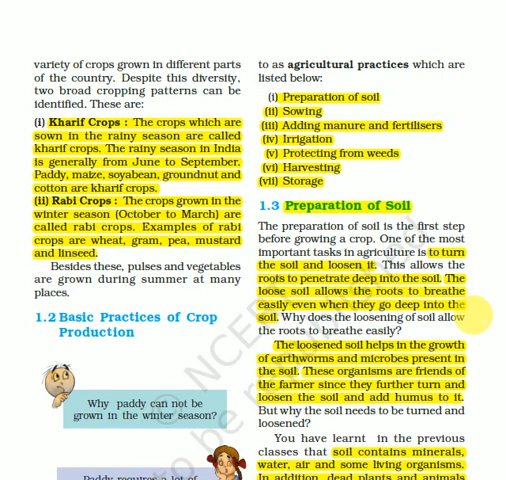 variety of crops grown in different parts
of the country. Despite this diversity,
two broad cropping patterns can be
identified. These are:
(i) Kharif Crops : The crops which are
sown in the rainy season are called
kharif crops. The rainy season in India
is generally from June to September.
Paddy, maize, soyabean, groundnut and
cotton are kharif crops.
(ii) Rabi Crops : The crops grown in the
winter season (October to March) are
called rabi crops. Examples of rabi
crops are wheat, gram, pea, mustard
and linseed.
Besides these, pulses and vegetables
are grown during summer at many
places.
1.2 Basic Practices of Crop
Production
Why paddy can not be
grown in the winter season?
Paddy requires a lot of
to as agricultural practices which are
listed below:
(i) Preparation of soil
(ii) Sowing
(iii) Adding manure and fertilisers
(iv) Irrigation
(v) Protecting from weeds
(vi) Harvesting
(vii) Storage
1.3 Preparation of Soil
The preparation of soil is the first step
before growing a crop. One of the most
important tasks in agriculture is to turn
the soil and loosen it. This allows the
roots to penetrate deep into the soil. The
loose soil allows the roots to breathe
easily even when they go deep into the
soil. Why does the loosening of soil allow
the roots to breathe easily?
The loosened soil helps in the growth
of earthworms and microbes present in
the soil. These organisms are friends of
the farmer since they further turn and
loosen the soil and add humus to it.
But why the soil needs to be turned and
loosened?
You have learnt in the previous
classes that soil contains minerals,
water, air and some living organisms.
In addition, dead plants and animals
© NCERT
to be re